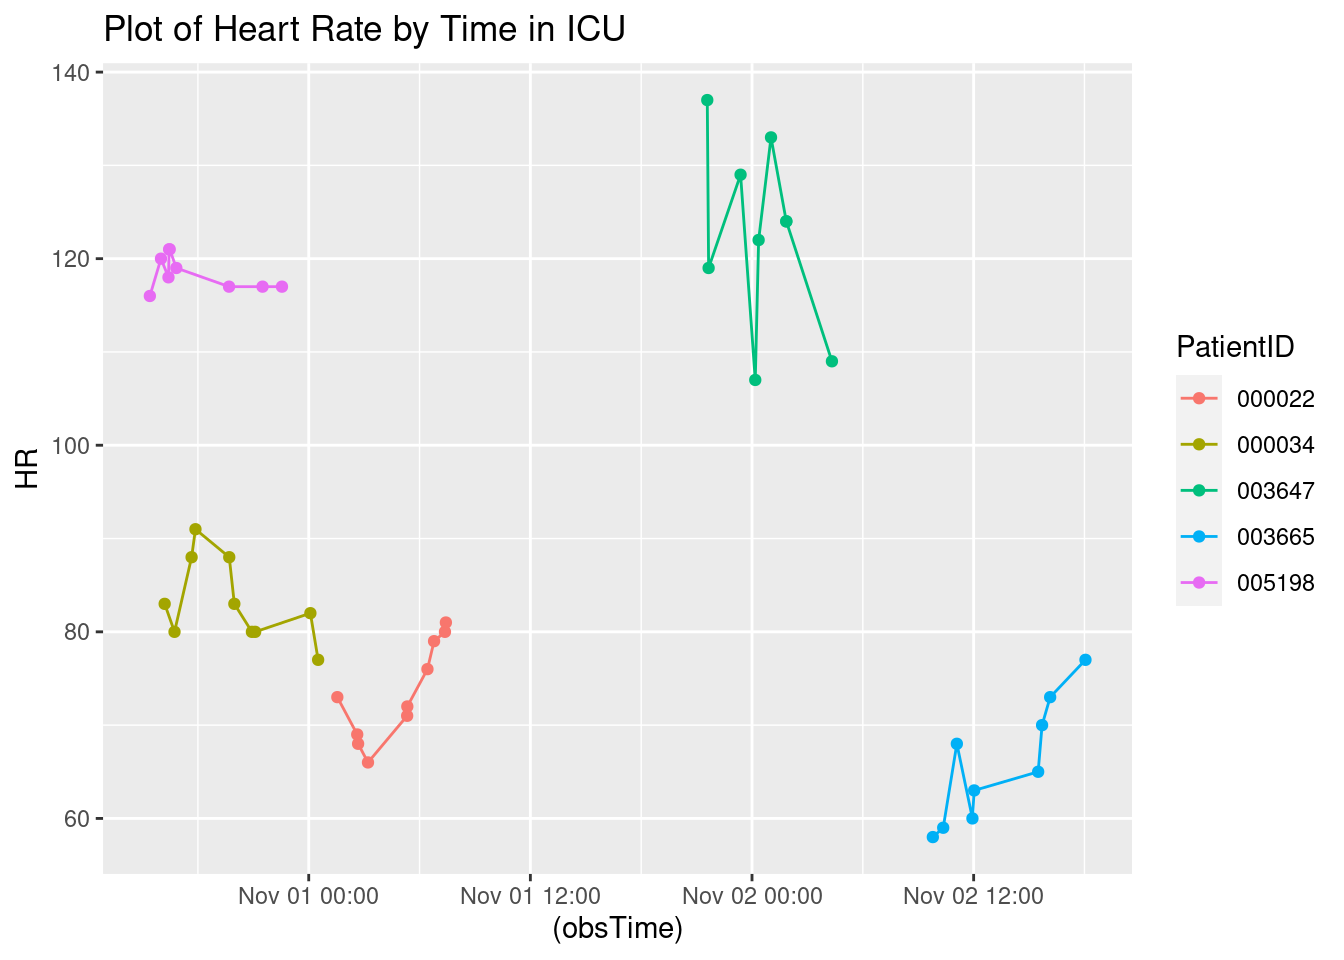 Plot of Heart Rate by Time in ICU
140
120
100
80
60
HR
Nov 01 00:00
Nov 01 12:00
Nov 02 00:00
Nov 02 12:00
(obsTime)
PatientID
000022
000034
003647
003665
005198